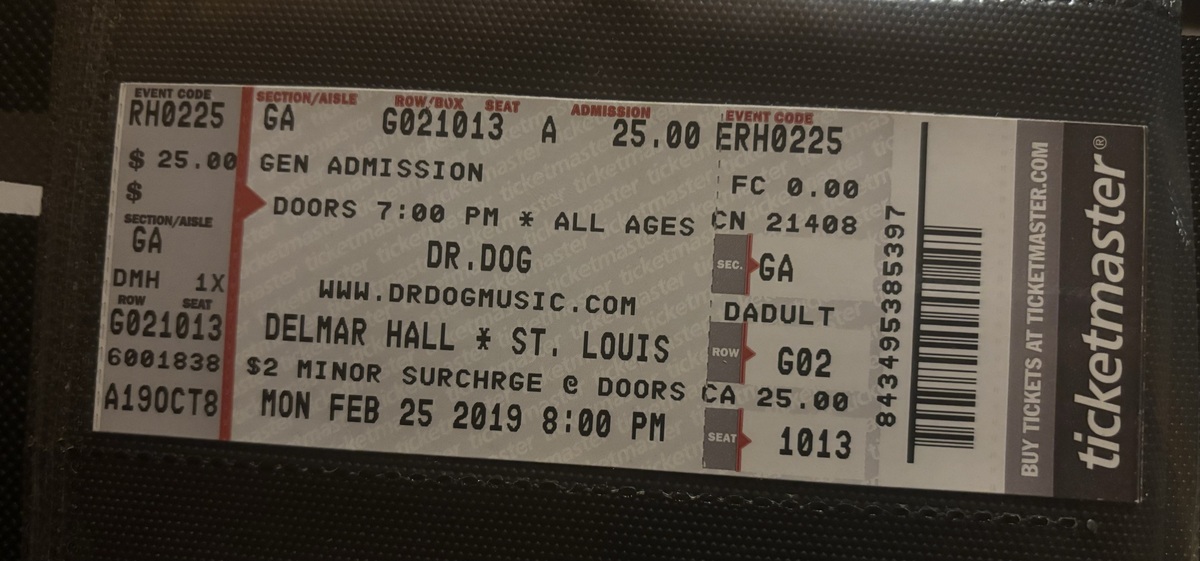 EVENT CODE
RH0225
$ 25.00
$
SECTION/AISLE
GA
DMH 1X
ROW SEAT
G021013
6001838
A19OCT8
SECTION/AISLE ROW/BOX SEAT ADMISSION EVENT CODE
GA G021013 A 25.00 ERH0225
GEN ADMISSION FC 0.00
DOORS 7:00 PM * ALL AGES CN 21408
DR.DOG SEC. GA
WWW.DRDOGMUSIC.COM DADULT
DELMAR HALL * ST. LOUIS ROW G02
$2 MINOR SURCHRGE @ DOORS CA 25.00
MON FEB 25 2019 8:00 PM SEAT 1013
843495385397
BUY TICKETS AT TICKETMASTER.COM
ticketmaster®